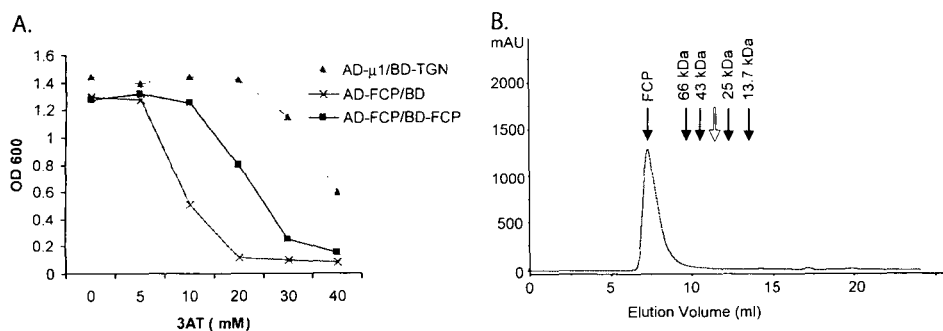 A.
OD 600
1.6
1.4
1.2
1
0.8
0.6
0.4
0.2
0
0 5 10 20 30 40
3AT ( mM)
AD-µ1/BD-TGN
AD-FCP/BD
AD-FCP/BD-FCP
B.
mAU
2000
1500
1000
500
0
FCP
66 kDa
43 kDa
25 kDa
13.7 kDa
0 5 10 15 20
Elution Volume (ml)